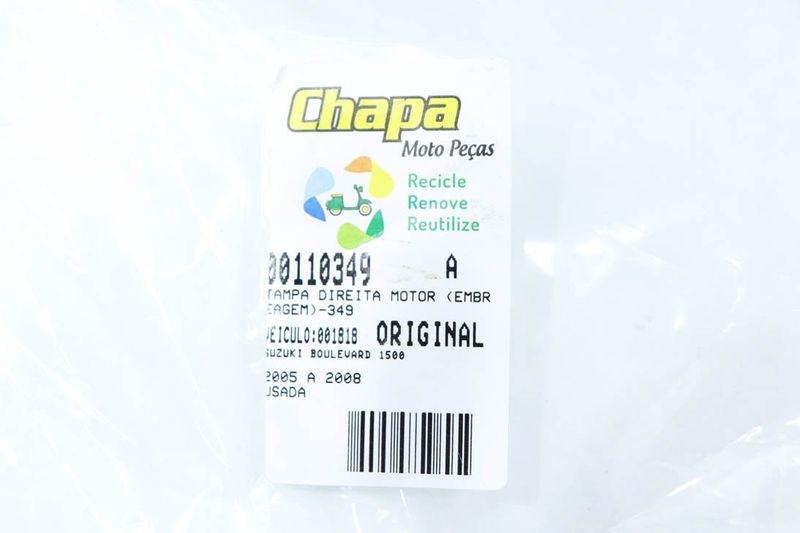 Chapa
Moto Peças
Recicle
Renove
Reutilize
00110349 A
TAMPA DIREITA MOTOR (EMBR
EAGEM)-349
VEICULO:001818 ORIGINAL
SUZUKI BOULEVARD 1500
2005 A 2008
USADA